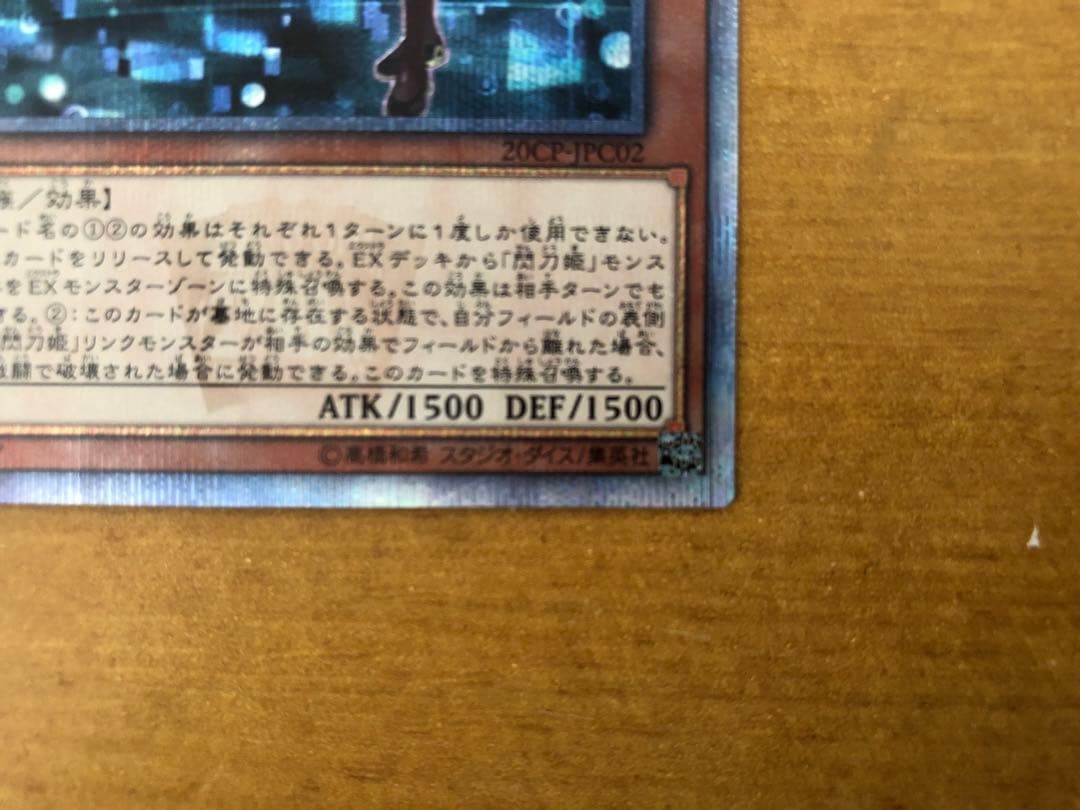 20CP-JPC02
族／効果】
ード名の①②の効果はそれぞれ1ターンに1度しか使用できない。
カードをリリースして発動できる。EXデッキから「閃刀姫」モンス
をEXモンスターゾーンに特殊召喚する。この効果は相手ターンでも
する。②:このカードが墓地に存在する状態で、自分フィールドの表側
閃刀姫」リンクモンスターが相手の効果でフィールドから離れた場合、
戦闘で破壊された場合に発動できる。このカードを特殊召喚する。
ATK/1500 DEF/1500
©高橋和希 スタジオ・ダイス/集英社